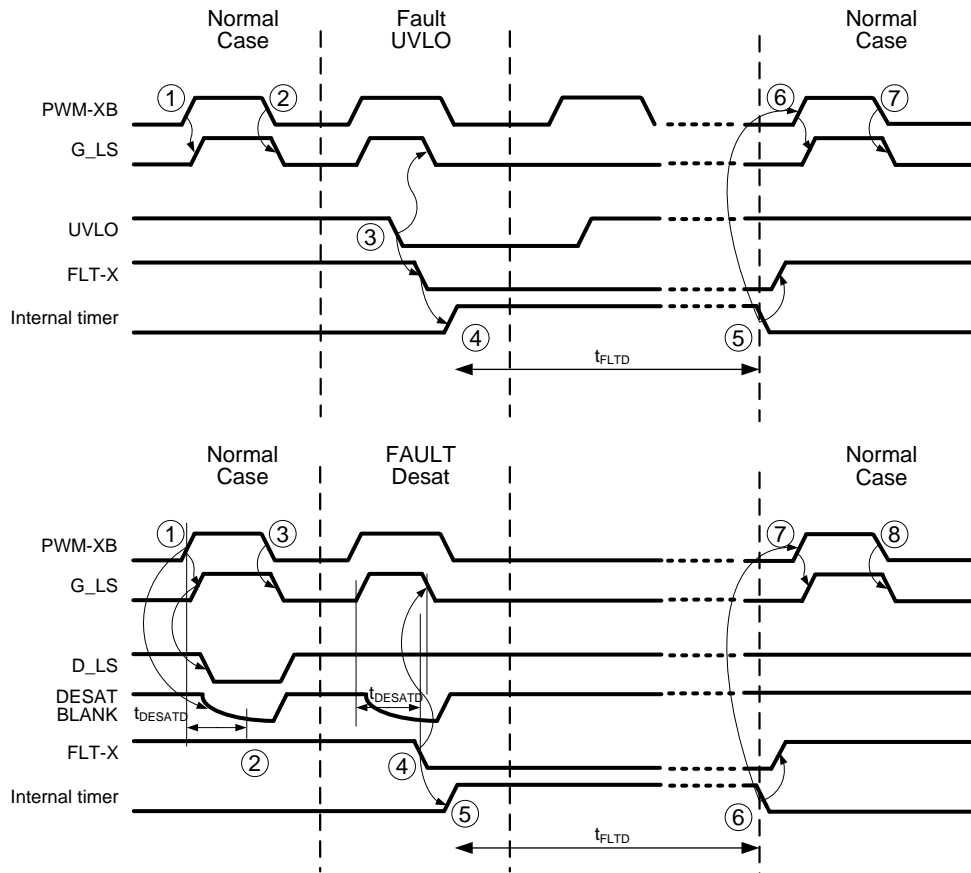 Normal
Case
Fault
UVLO
Normal
Case
PWM-XB
1
2
6
7
G_LS
UVLO
3
FLT-X
Internal timer
4
5
tFLTD
Normal
Case
FAULT
Desat
Normal
Case
PWM-XB
1
3
7
8
G_LS
D_LS
DESAT
BLANK
tDESATD
tDESATD
FLT-X
2
4
Internal timer
5
6
tFLTD